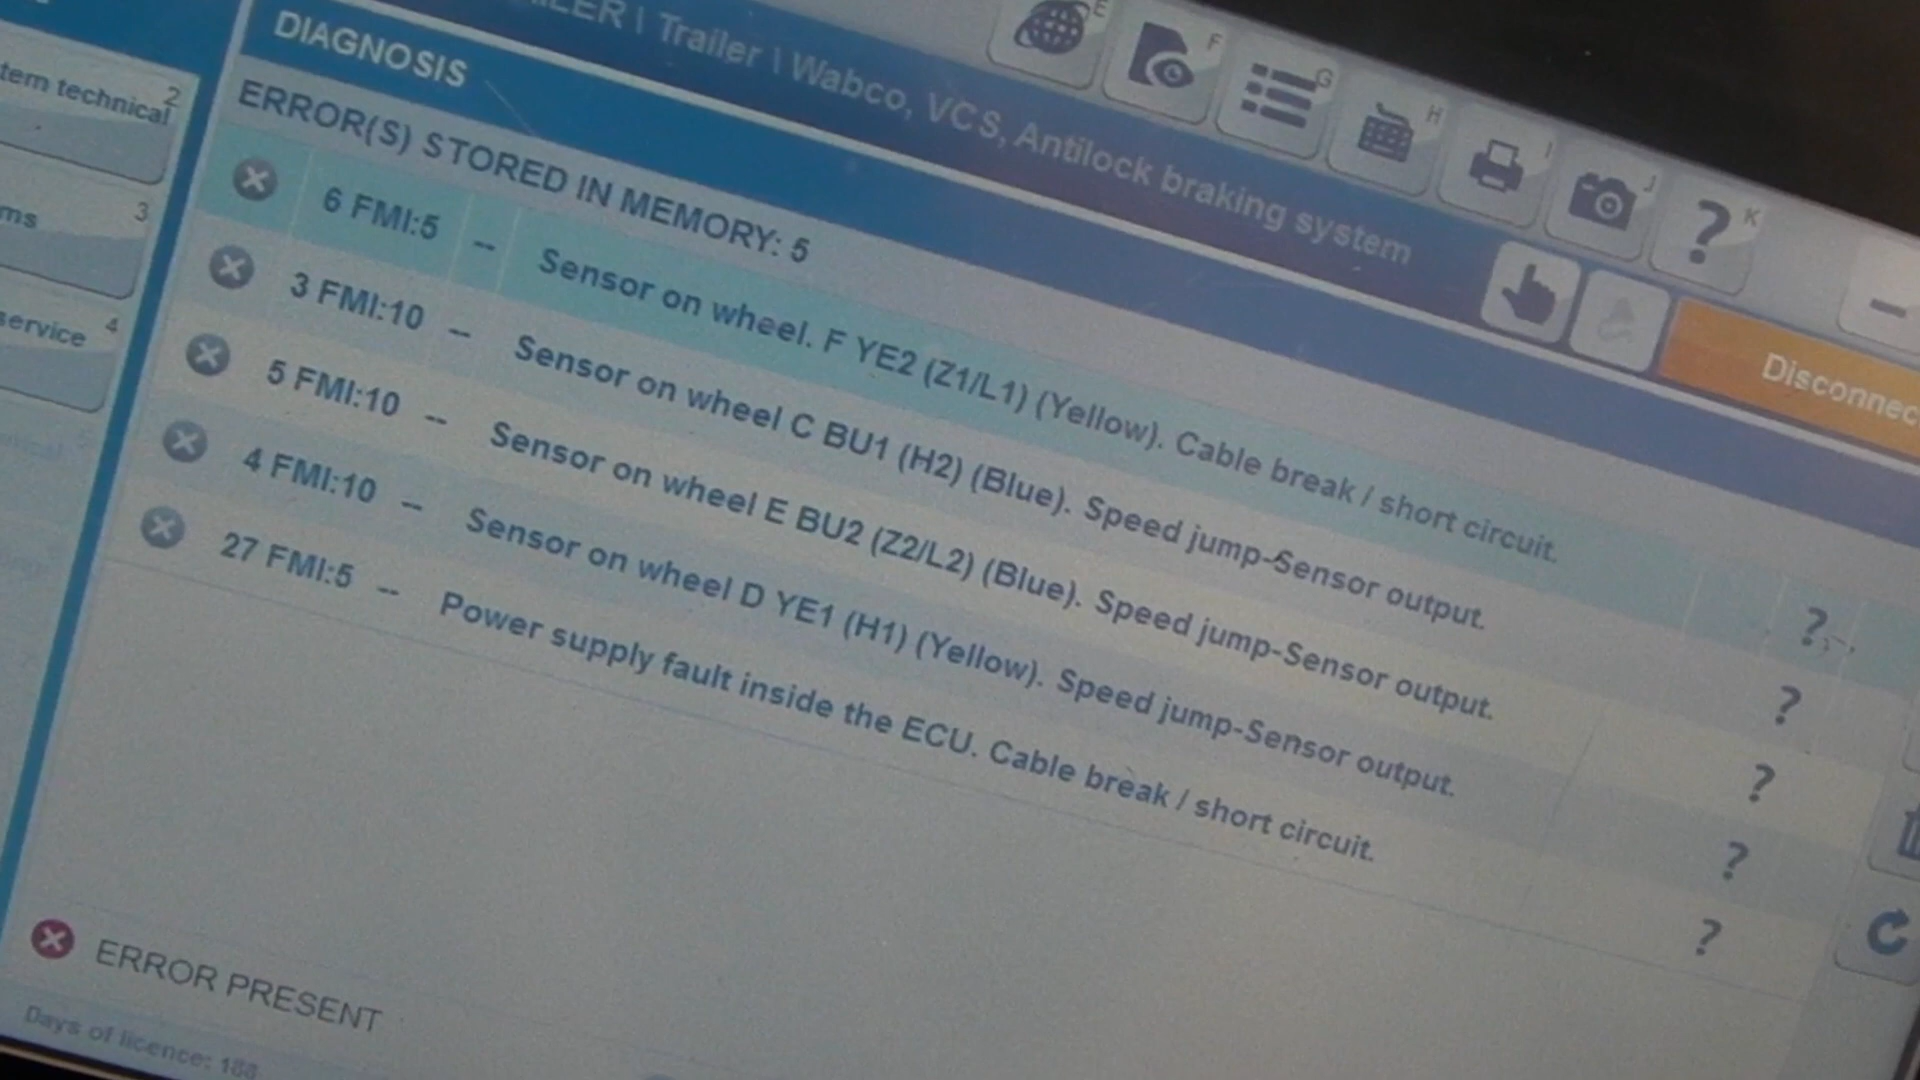 E
F
G
H
I
J
K
LER | Trailer | Wabco, VCS, Antilock braking system
Disconnec
DIAGNOSIS
ERROR(S) STORED IN MEMORY: 5
tem technical 2
ms 3
service 4
6 FMI:5 -- Sensor on wheel. F YE2 (Z1/L1) (Yellow). Cable break / short circuit. ?
3 FMI:10 -- Sensor on wheel C BU1 (H2) (Blue). Speed jump-Sensor output. ?
5 FMI:10 -- Sensor on wheel E BU2 (Z2/L2) (Blue). Speed jump-Sensor output. ?
4 FMI:10 -- Sensor on wheel D YE1 (H1) (Yellow). Speed jump-Sensor output. ?
27 FMI:5 -- Power supply fault inside the ECU. Cable break / short circuit. ?
ERROR PRESENT
Days of licence: 188